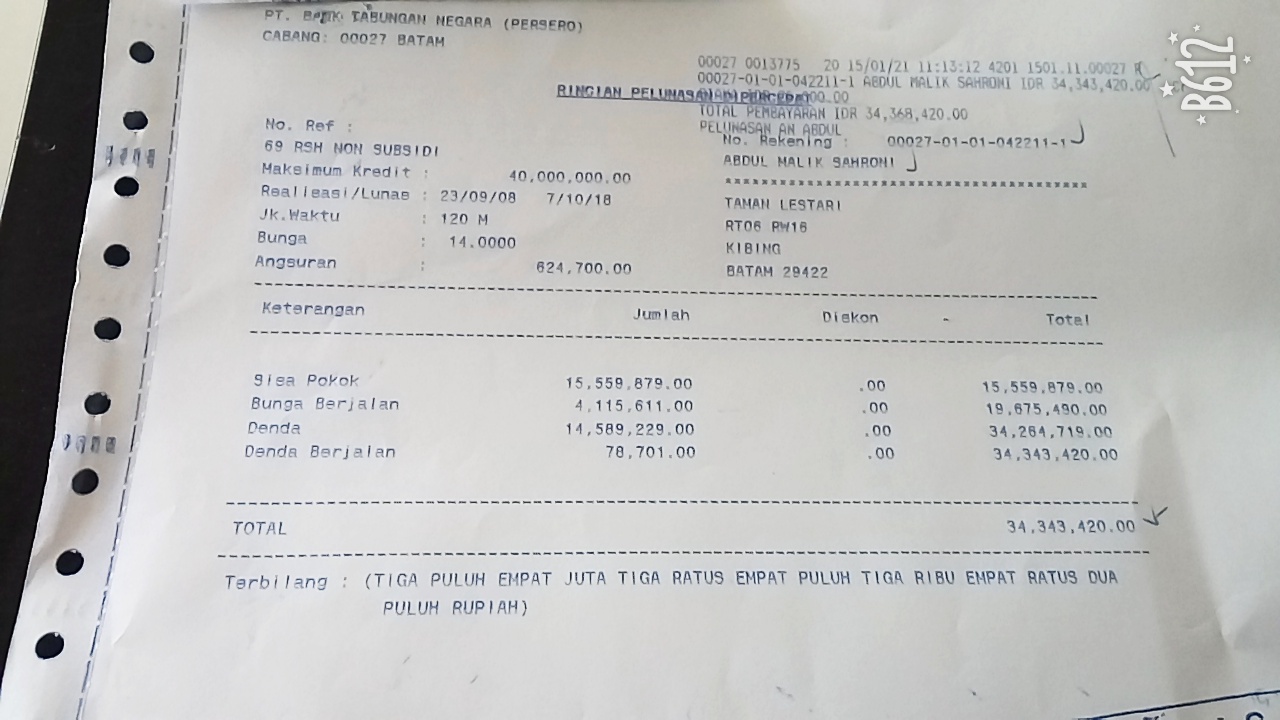 PT. BANK TABUNGAN NEGARA (PERSERO)
CABANG: 00027 BATAM
00027 0013775 20 15/01/21 11:13:12 4201 1501.11.00027
00027-01-01-042211-1 ABDUL MALIK SAHRONI IDR 34,343,420.00
RINCIAN PELUNASAN DIPERCEPAT
TOTAL PEMBAYARAN IDR 34,368,420.00
PELUNASAN AN ABDUL
No. Ref :
No. Rekening : 00027-01-01-042211-1
69 RSH NON SUBSIDI
ABDUL MALIK SAHRONI
Maksimum Kredit : 40,000,000.00
Realisasi/Lunas : 23/09/08 7/10/18
TAMAN LESTARI
Jk.Waktu : 120 M
RT06 RW16
Bunga : 14.0000
KIBING
Angsuran : 624,700.00
BATAM 29422
Keterangan Jumlah Diskon - Total
Sisa Pokok 15,559,879.00 .00 15,559,879.00
Bunga Berjalan 4,115,611.00 .00 19,675,490.00
Denda 14,589,229.00 .00 34,264,719.00
Denda Berjalan 78,701.00 .00 34,343,420.00
TOTAL 34,343,420.00
Terbilang : (TIGA PULUH EMPAT JUTA TIGA RATUS EMPAT PULUH TIGA RIBU EMPAT RATUS DUA
PULUH RUPIAH)
B612